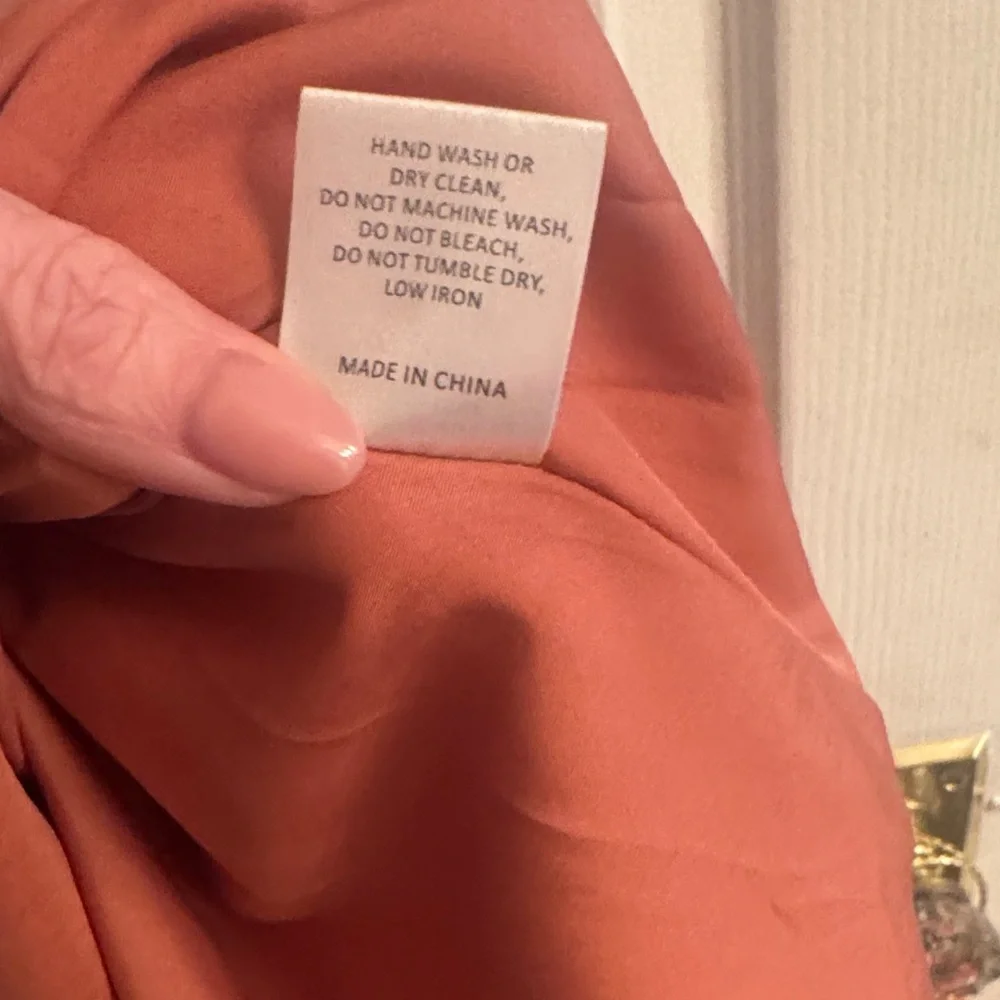 HAND WASH OR
DRY CLEAN,
DO NOT MACHINE WASH,
DO NOT BLEACH,
DO NOT TUMBLE DRY,
LOW IRON
MADE IN CHINA